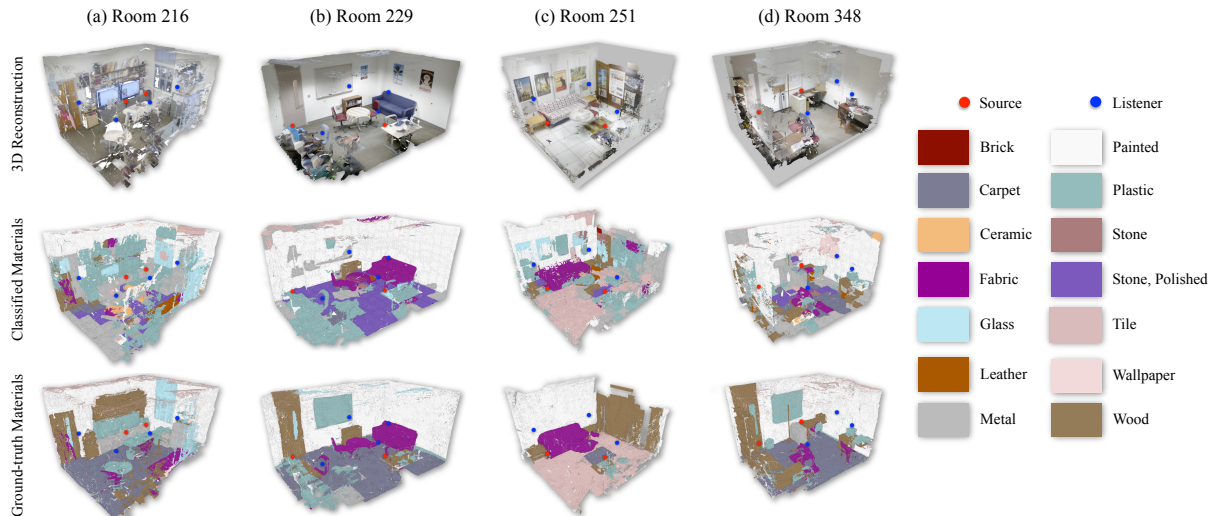 (a) Room 216
(b) Room 229
(c) Room 251
(d) Room 348
3D Reconstruction
Classified Materials
Ground-truth Materials
Source
Listener
Brick
Painted
Carpet
Plastic
Ceramic
Stone
Fabric
Stone, Polished
Glass
Tile
Leather
Wallpaper
Metal
Wood